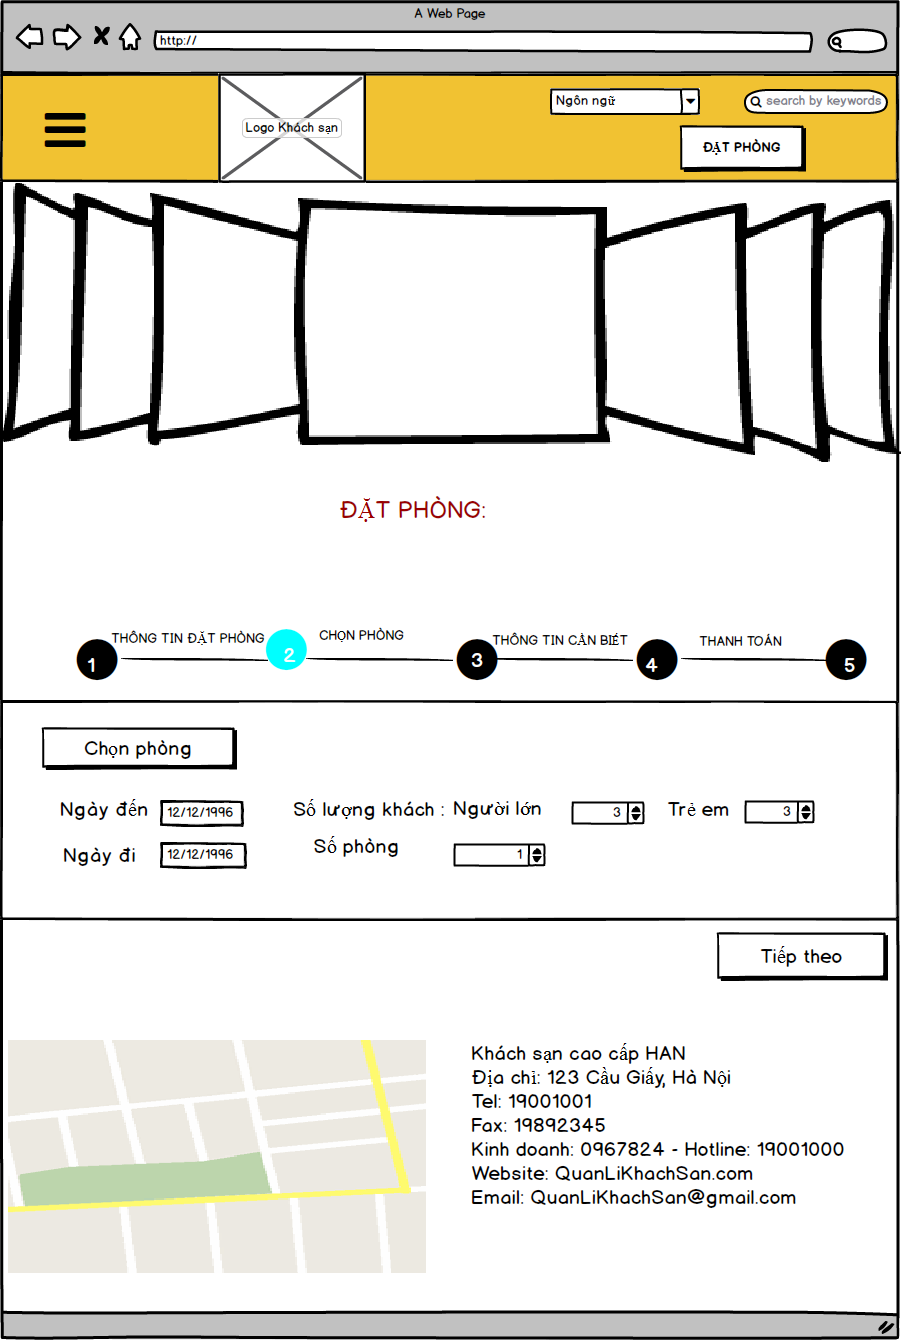 A Web Page
http://
Ngôn ngữ
search by keywords
Logo Khách sạn
ĐẶT PHÒNG
ĐẶT PHÒNG:
THÔNG TIN ĐẶT PHÒNG
CHỌN PHÒNG
THÔNG TIN CẦN BIẾT
THANH TOÁN
1
2
3
4
5
Chọn phòng
Ngày đến 12/12/1996 Số lượng khách : Người lớn 3 Trẻ em 3
Ngày đi 12/12/1996 Số phòng 1
Tiếp theo
Khách sạn cao cấp HAN
Địa chỉ: 123 Cầu Giấy, Hà Nội
Tel: 19001001
Fax: 19892345
Kinh doanh: 0967824 - Hotline: 19001000
Website: QuanLiKhachSan.com
Email: QuanLiKhachSan@gmail.com